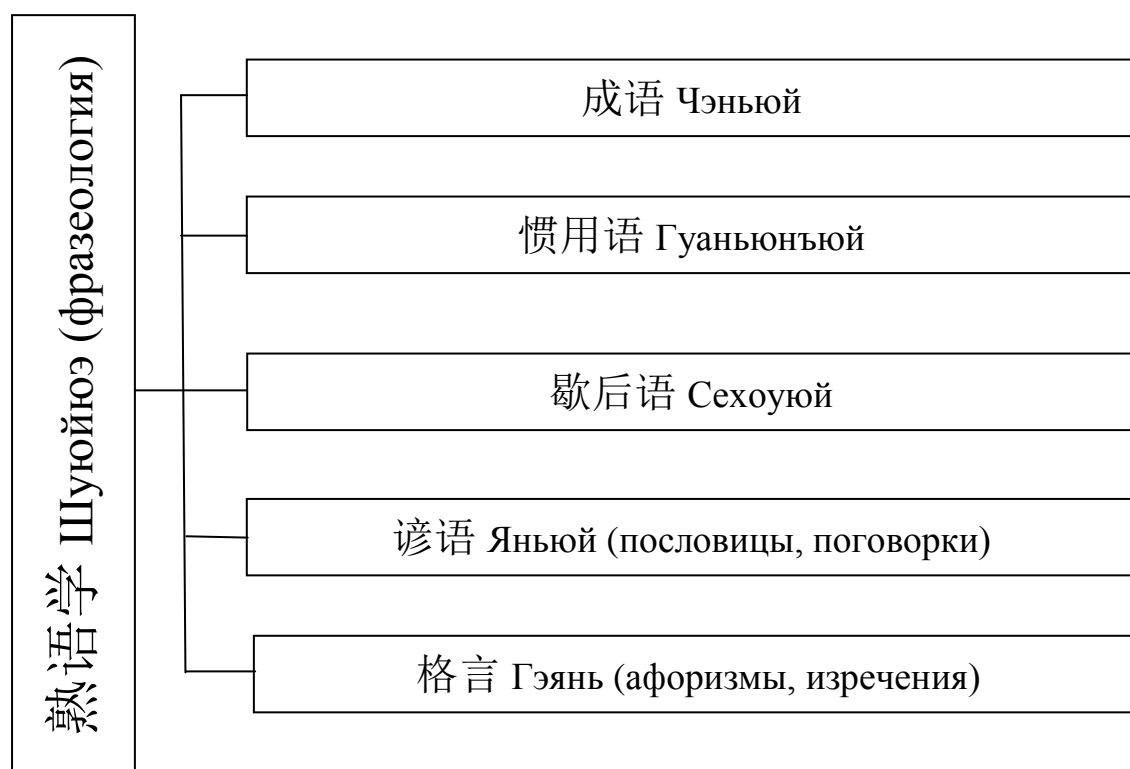 熟语学 Шуюйюэ (фразеология)
成语 Чэньюй
惯用语 Гуаньюнъюй
歇后语 Сехоуюй
谚语 Яньюй (пословицы, поговорки)
格言 Гэянь (афоризмы, изречения)